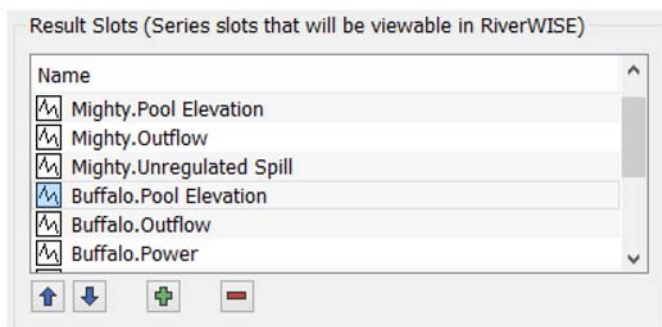 Result Slots (Series slots that will be viewable in RiverWISE)
Name
Mighty.Pool Elevation
Mighty.Outflow
Mighty.Unregulated Spill
Buffalo.Pool Elevation
Buffalo.Outflow
Buffalo.Power